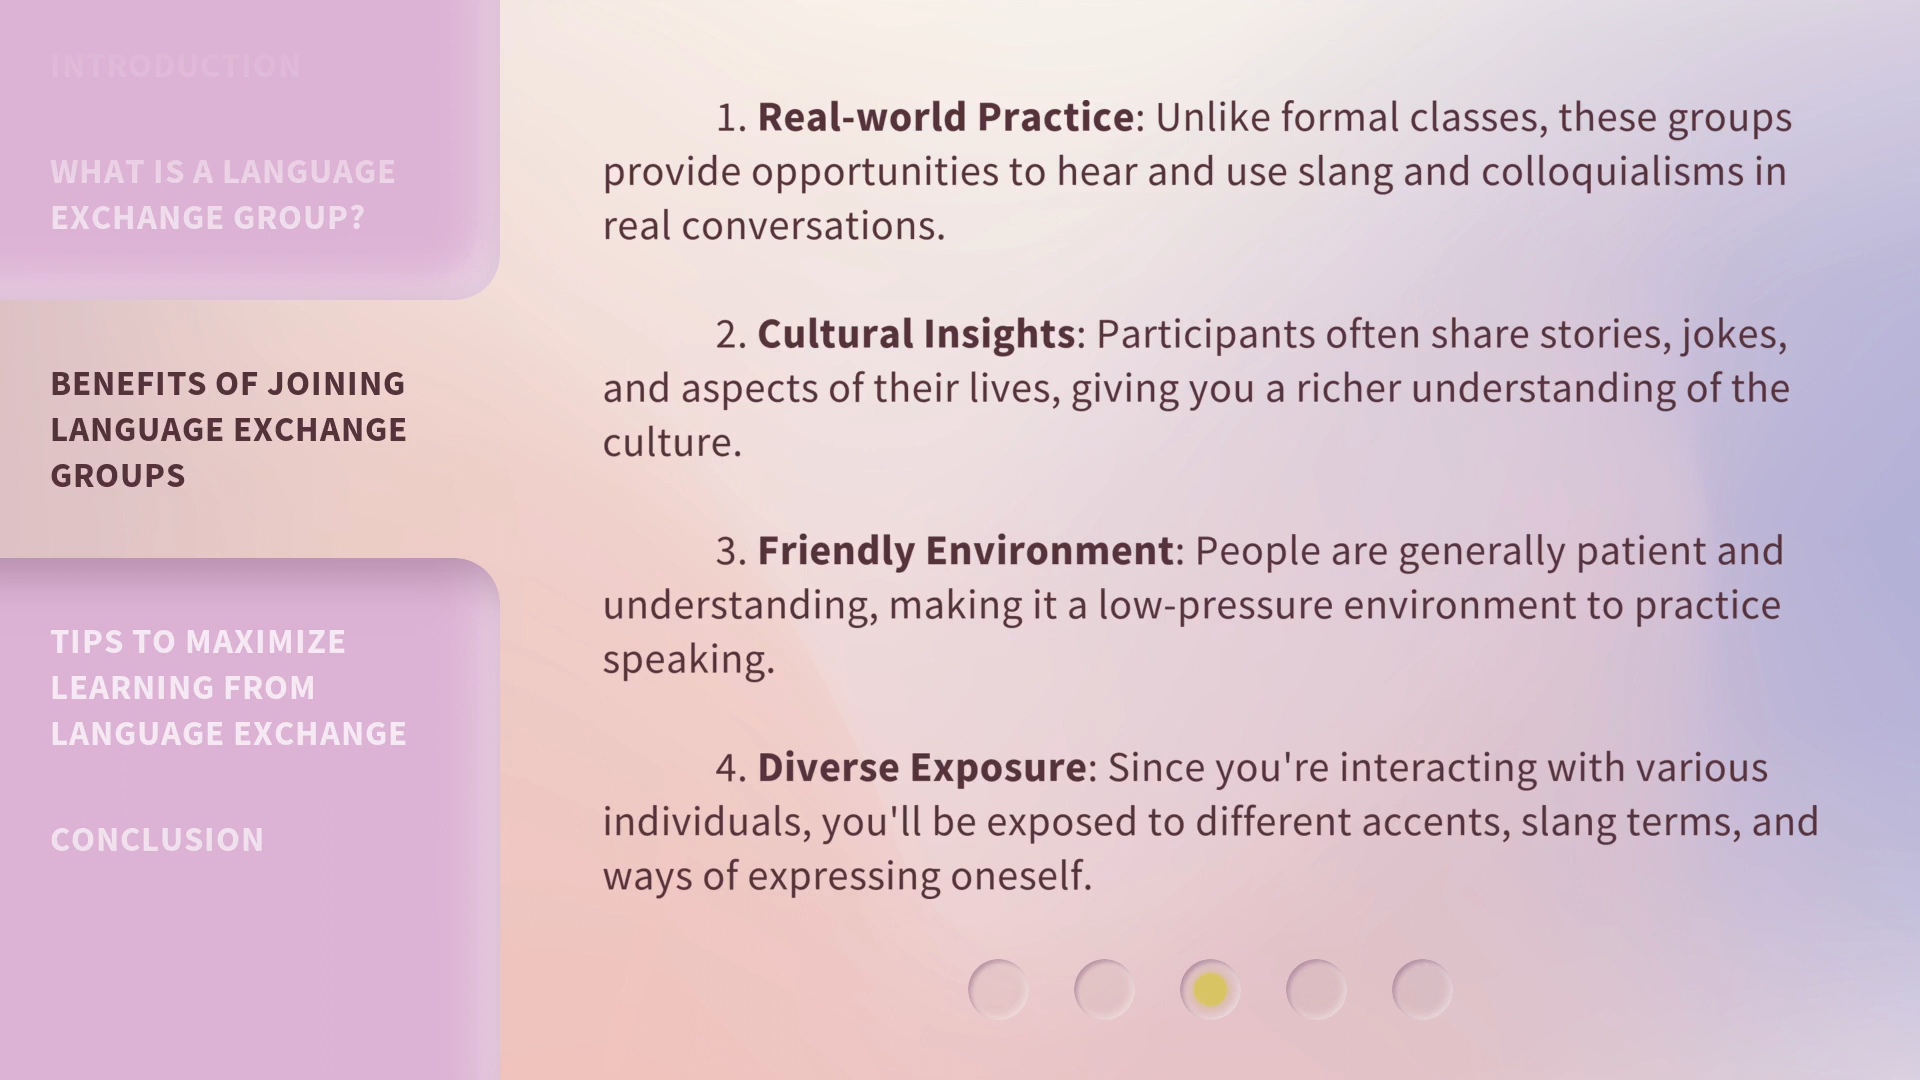 INTRODUCTION
WHAT IS A LANGUAGE
EXCHANGE GROUP?
BENEFITS OF JOINING
LANGUAGE EXCHANGE
GROUPS
TIPS TO MAXIMIZE
LEARNING FROM
LANGUAGE EXCHANGE
CONCLUSION
1. Real-world Practice: Unlike formal classes, these groups
provide opportunities to hear and use slang and colloquialisms in
real conversations.
2. Cultural Insights: Participants often share stories, jokes,
and aspects of their lives, giving you a richer understanding of the
culture.
3. Friendly Environment: People are generally patient and
understanding, making it a low-pressure environment to practice
speaking.
4. Diverse Exposure: Since you're interacting with various
individuals, you'll be exposed to different accents, slang terms, and
ways of expressing oneself.